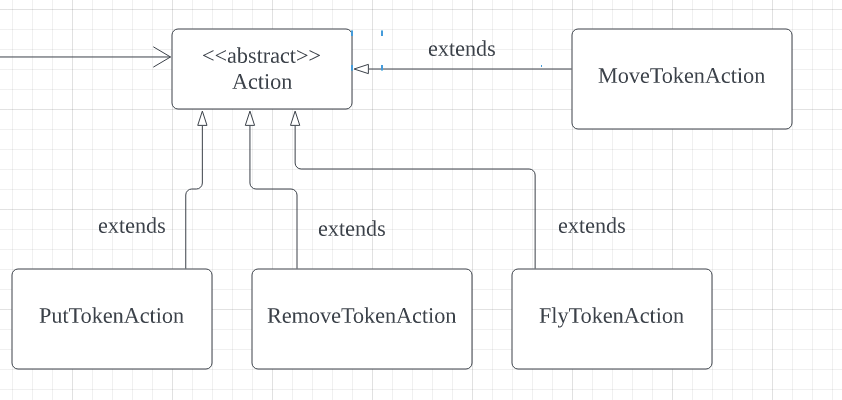 <<abstract>>
Action
extends
MoveTokenAction
extends
extends
extends
PutTokenAction
RemoveTokenAction
FlyTokenAction